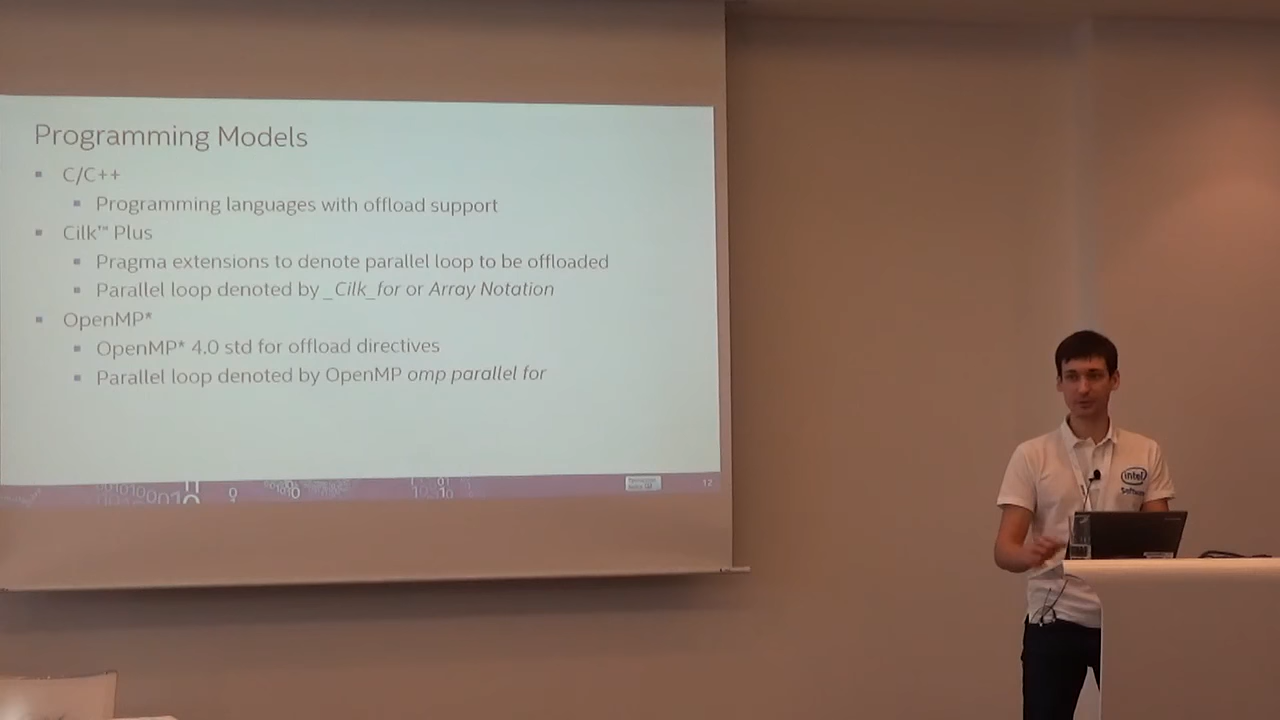 Programming Models
C/C++
Programming languages with offload support
Cilk™ Plus
Pragma extensions to denote parallel loop to be offloaded
Parallel loop denoted by _Cilk_for or Array Notation
OpenMP*
OpenMP* 4.0 std for offload directives
Parallel loop denoted by OpenMP omp parallel for
12
intel
Software